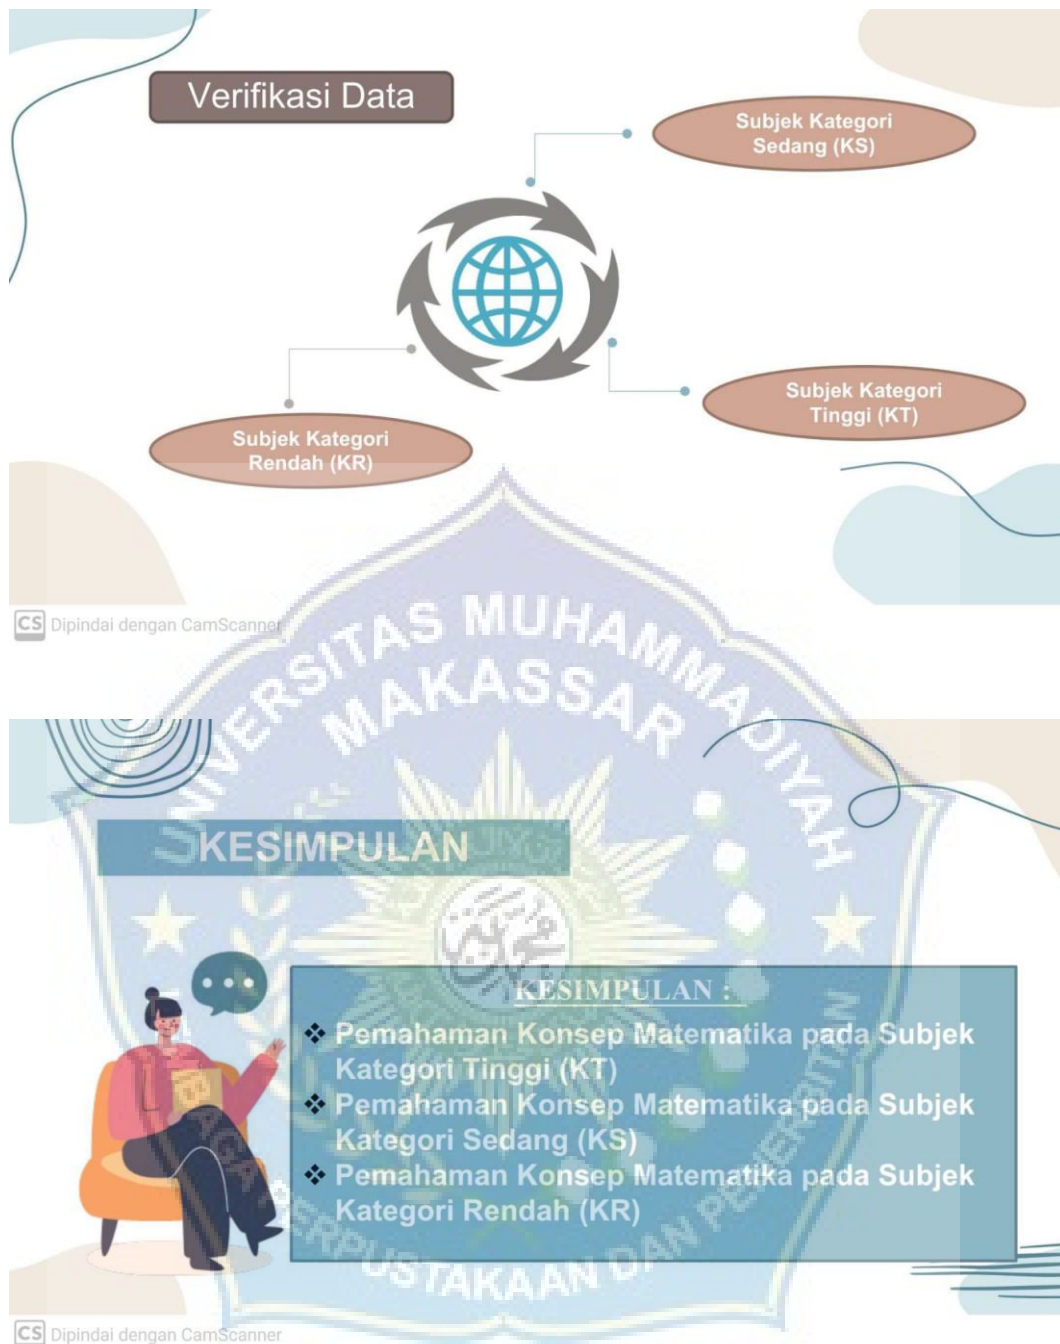 Verifikasi Data
Subjek Kategori
Sedang (KS)
Subjek Kategori
Tinggi (KT)
Subjek Kategori
Rendah (KR)
CS Dipindai dengan CamScanner
UNIVERSITAS MUHAMMADIYAH
MAKASSAR
KESIMPULAN
KESIMPULAN :
❖ Pemahaman Konsep Matematika pada Subjek
Kategori Tinggi (KT)
❖ Pemahaman Konsep Matematika pada Subjek
Kategori Sedang (KS)
❖ Pemahaman Konsep Matematika pada Subjek
Kategori Rendah (KR)
PERPUSTAKAAN DAN PENERBITAN
CS Dipindai dengan CamScanner